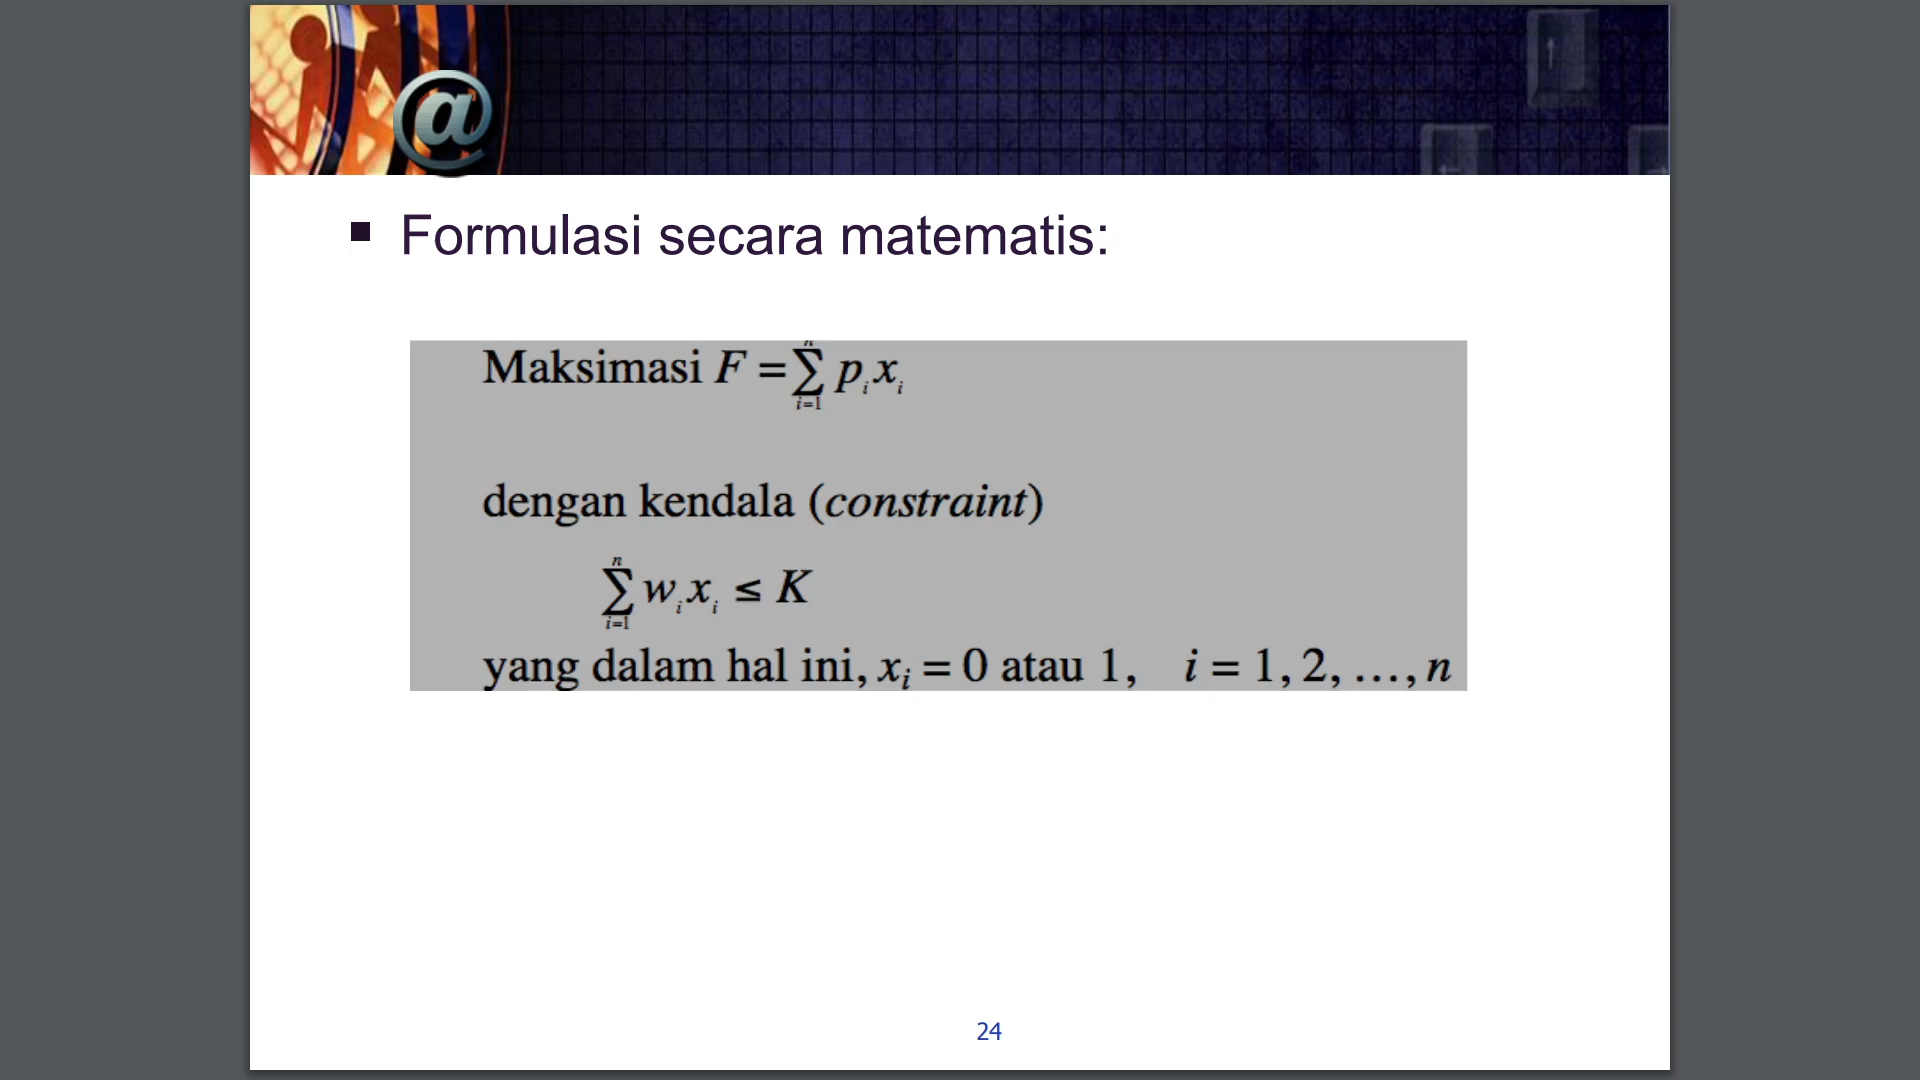 @
▪ Formulasi secara matematis:
Maksimasi F = ∑_{i=1}^{n} p_i x_i
dengan kendala (constraint)
∑_{i=1}^{n} w_i x_i ≤ K
yang dalam hal ini, x_i = 0 atau 1, i = 1, 2, …, n
24